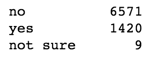 no 6571
yes 1420
not sure 9